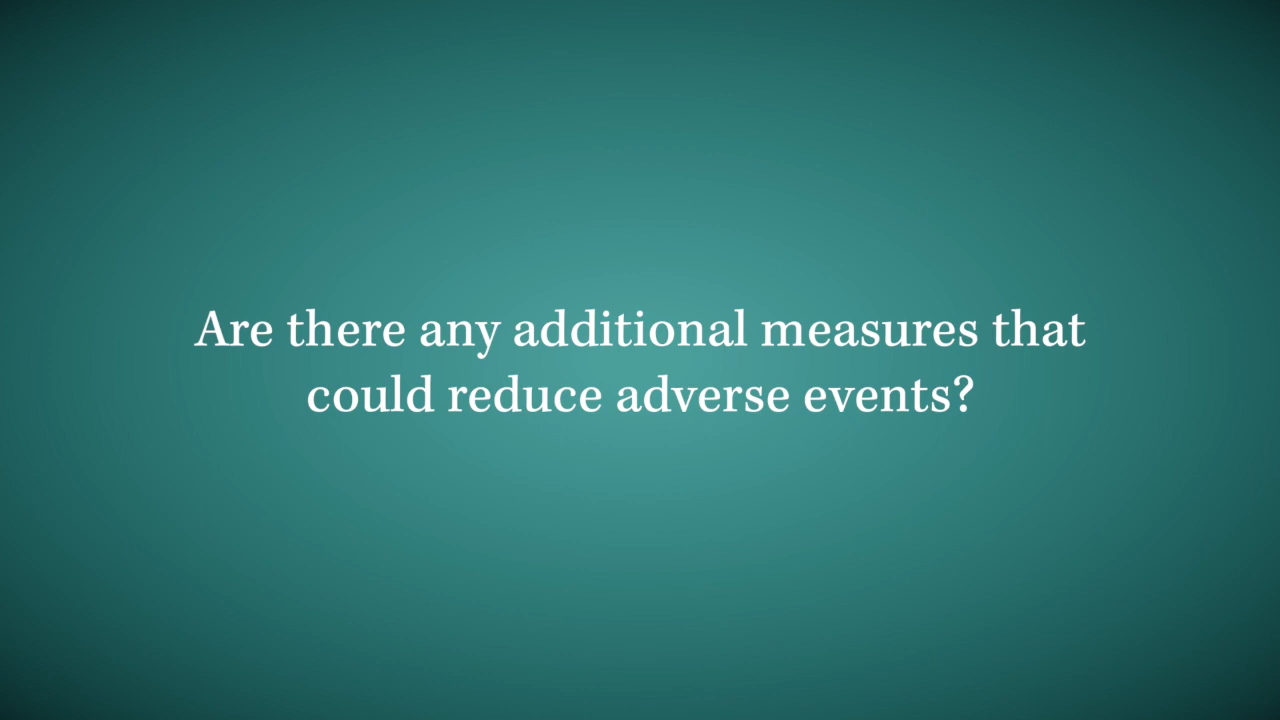 Are there any additional measures that
could reduce adverse events?